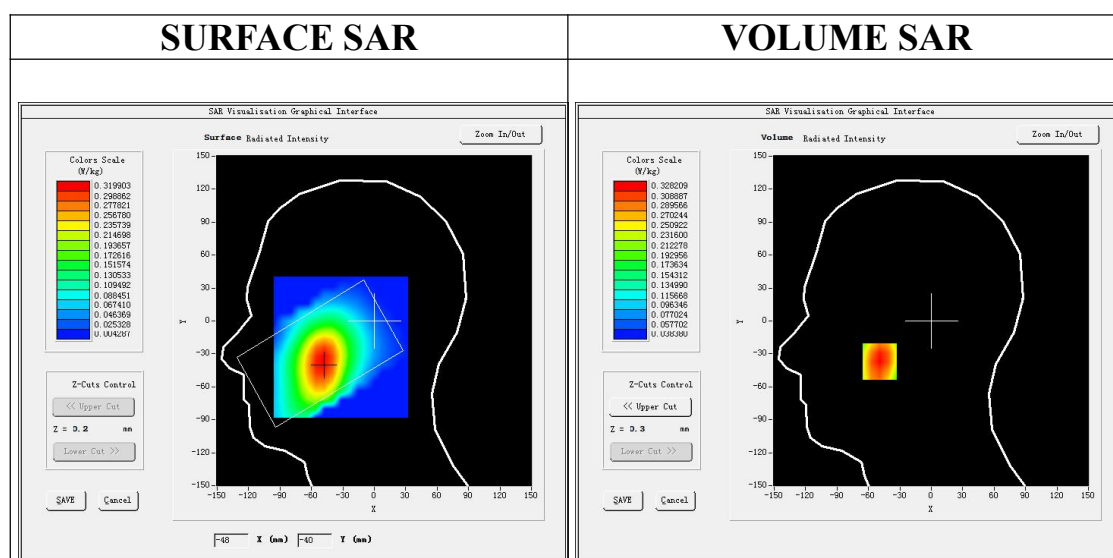 SURFACE SAR
SAR Visualisation Graphical Interface
Surface Radiated Intensity
Zoom In/Out
Colors Scale
(W/kg)
0.319903
0.298862
0.277821
0.256780
0.235739
0.214698
0.193657
0.172616
0.151574
0.130533
0.109492
0.088451
0.067410
0.046369
0.025328
0.004287
Z-Cuts Control
<< Upper Cut
Z = 0.2 mm
Lower Cut >>
SAVE Cancel
150
120
90
60
30
0
-30
-60
-90
-120
-150
Y
-150 -120 -90 -60 -30 0 30 60 90 120 150
X
-48 X (mm) -40 Y (mm)
VOLUME SAR
SAR Visualisation Graphical Interface
Volume Radiated Intensity
Zoom In/Out
Colors Scale
(W/kg)
0.328209
0.308887
0.289566
0.270244
0.250922
0.231600
0.212278
0.192956
0.173634
0.154312
0.134990
0.115668
0.096346
0.077024
0.057702
0.038380
Z-Cuts Control
<< Upper Cut
Z = 0.3 mm
Lower Cut >>
SAVE Cancel
150
120
90
60
30
0
-30
-60
-90
-120
-150
Y
-150 -120 -90 -60 -30 0 30 60 90 120 150
X